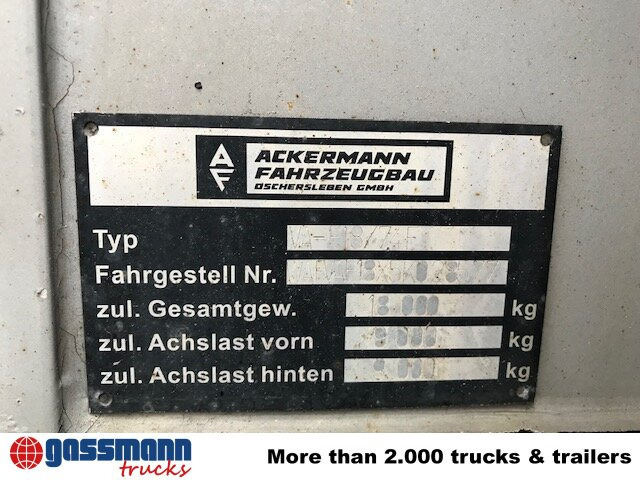 AF ACKERMANN
FAHRZEUGBAU
OSCHERSLEBEN GMBH
Typ
Fahrgestell Nr.
zul. Gesamtgew. kg
zul. Achslast vorn kg
zul. Achslast hinten kg
gassmann
trucks
More than 2.000 trucks & trailers